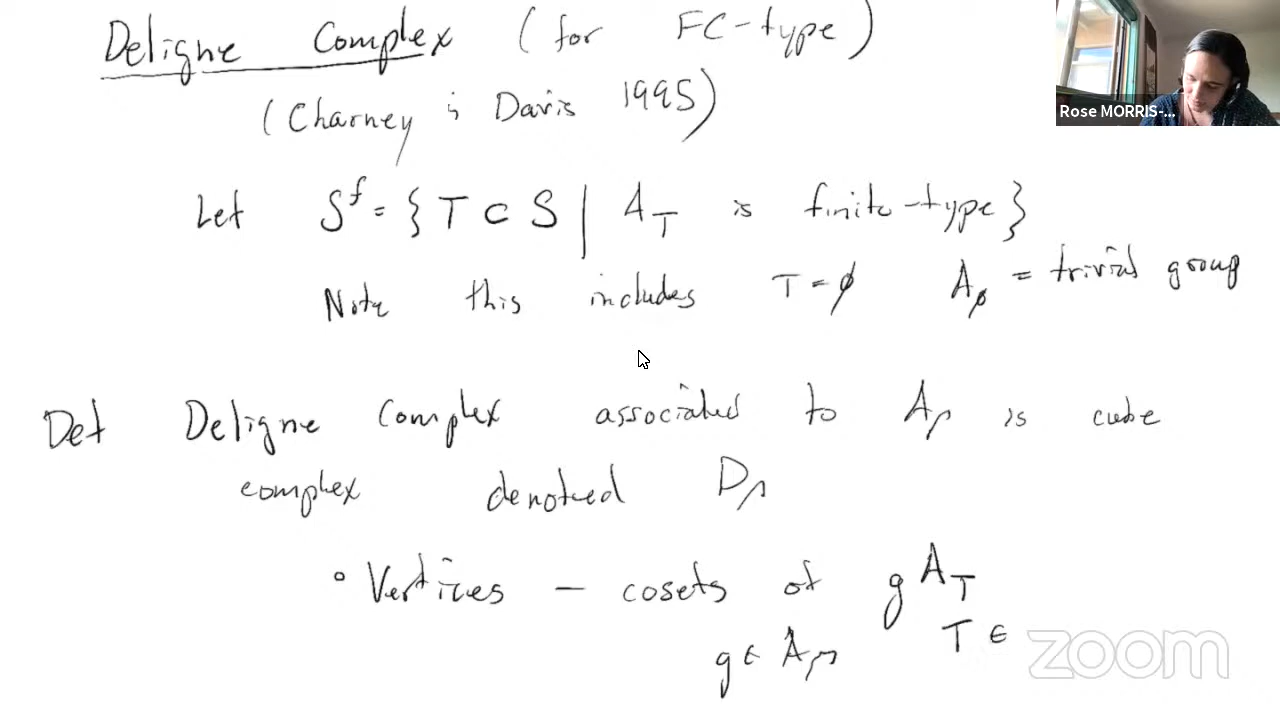 Deligne Complex (for FC-type)
(Charney & Davis 1995)
Rose MORRIS-...
Let S^f = { T ⊂ S | A_T is finite-type }
Note this includes T = ∅ A_∅ = trivial group
Def Deligne Complex associated to A_Γ is cube
complex denoted D_Γ
• Vertices – cosets of g A_T
g ∈ A_Γ T ∈
zoom